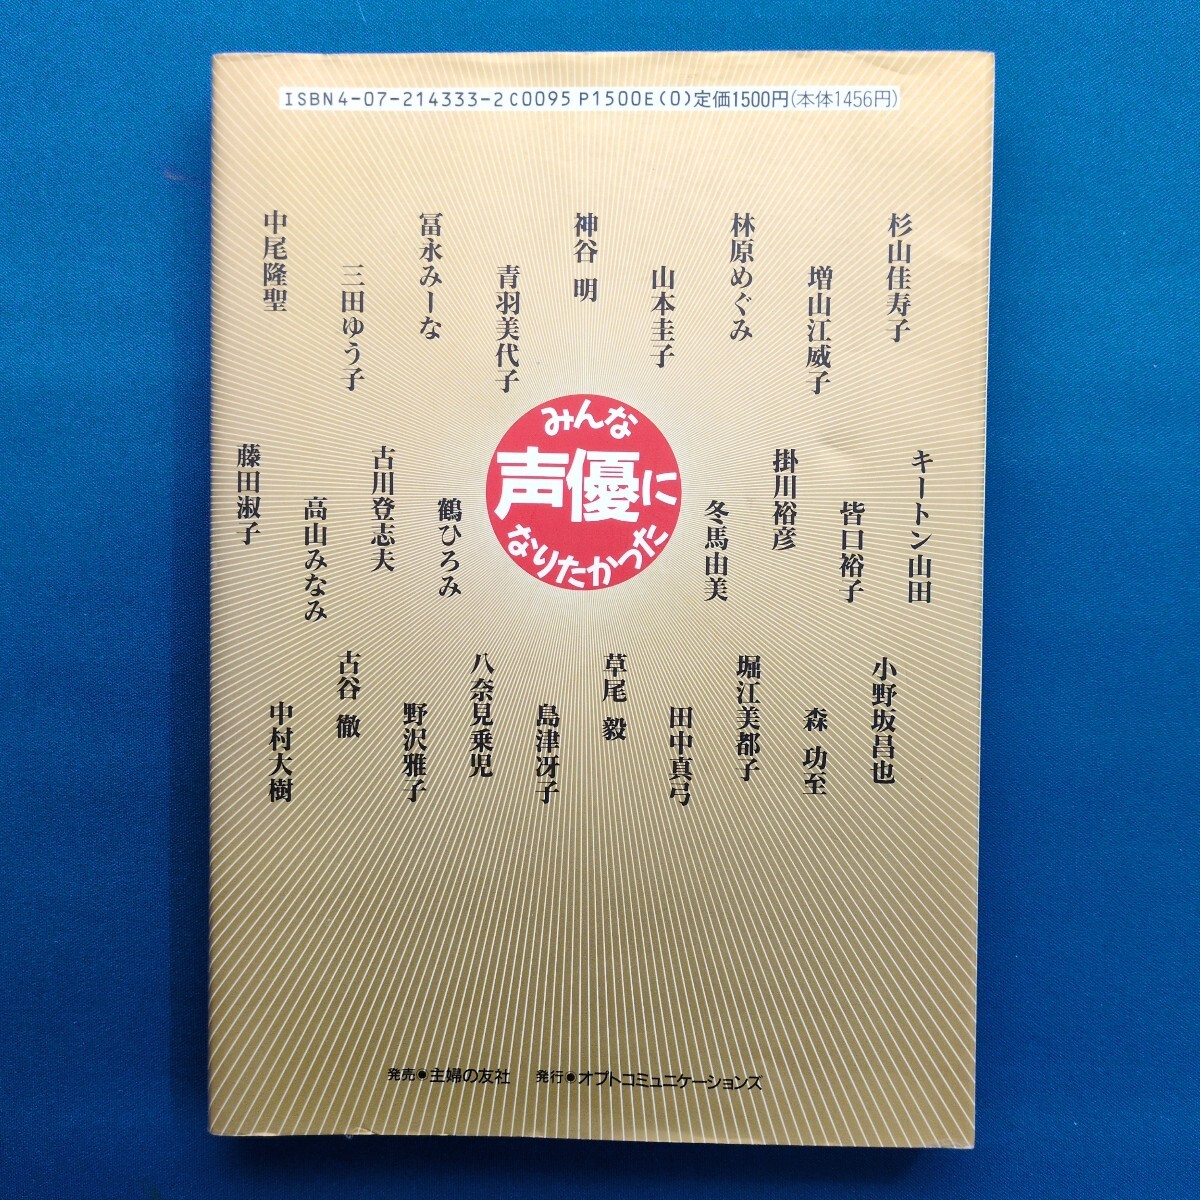 ISBN4-07-214333-2 C0095 P1500E(0)定価1500円(本体1456円)
杉山佳寿子
増山江威子
林原めぐみ
山本圭子
神谷 明
青羽美代子
冨永みーな
三田ゆう子
中尾隆聖
みんな
声優に
なりたかった
キートン山田
皆口裕子
掛川裕彦
冬馬由美
鶴ひろみ
古川登志夫
高山みなみ
藤田淑子
小野坂昌也
森 功至
堀江美都子
田中真弓
草尾 毅
島津冴子
八奈見乗児
野沢雅子
古谷 徹
中村大樹
発売●主婦の友社 発行●オプトコミュニケーションズ